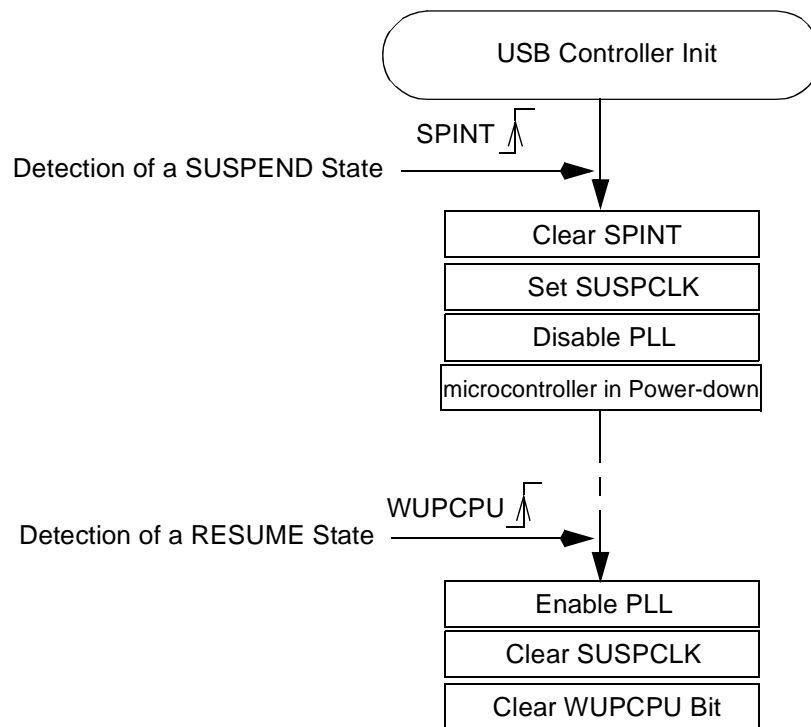 USB Controller Init
SPINT
Detection of a SUSPEND State
Clear SPINT
Set SUSPCLK
Disable PLL
microcontroller in Power-down
WUPCPU
Detection of a RESUME State
Enable PLL
Clear SUSPCLK
Clear WUPCPU Bit